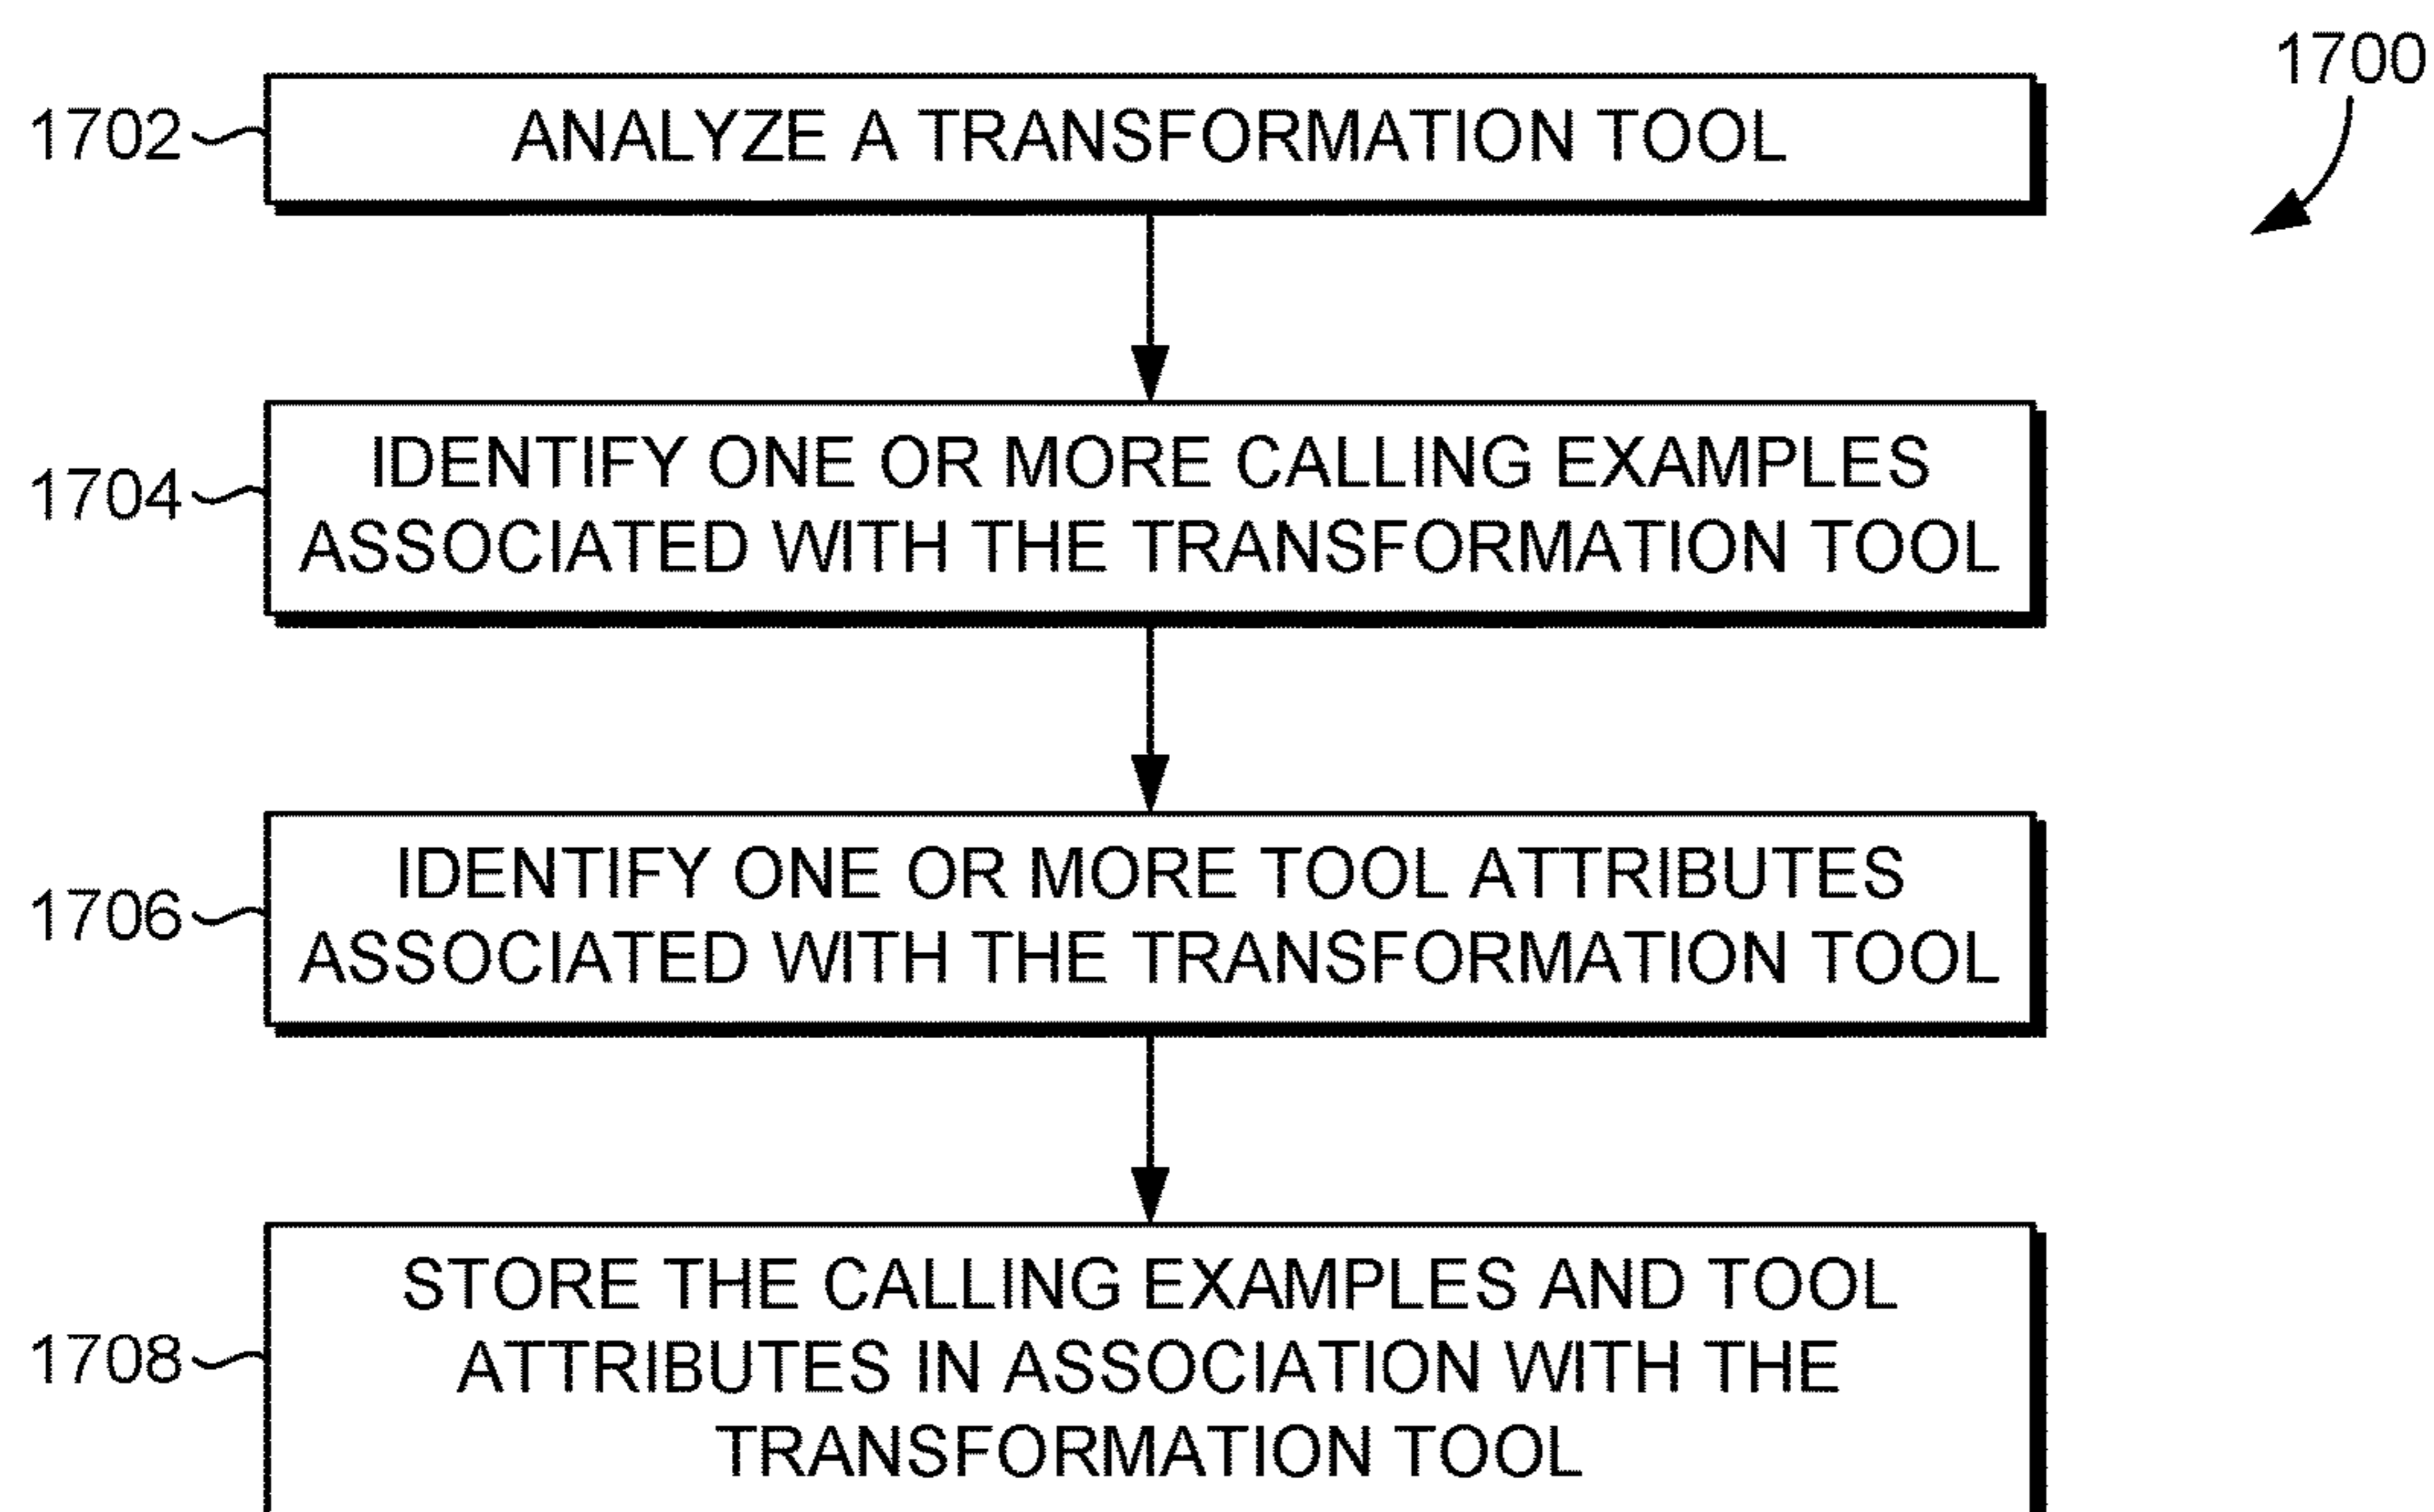 1700
1702
ANALYZE A TRANSFORMATION TOOL
1704
IDENTIFY ONE OR MORE CALLING EXAMPLES
ASSOCIATED WITH THE TRANSFORMATION TOOL
1706
IDENTIFY ONE OR MORE TOOL ATTRIBUTES
ASSOCIATED WITH THE TRANSFORMATION TOOL
1708
STORE THE CALLING EXAMPLES AND TOOL
ATTRIBUTES IN ASSOCIATION WITH THE
TRANSFORMATION TOOL